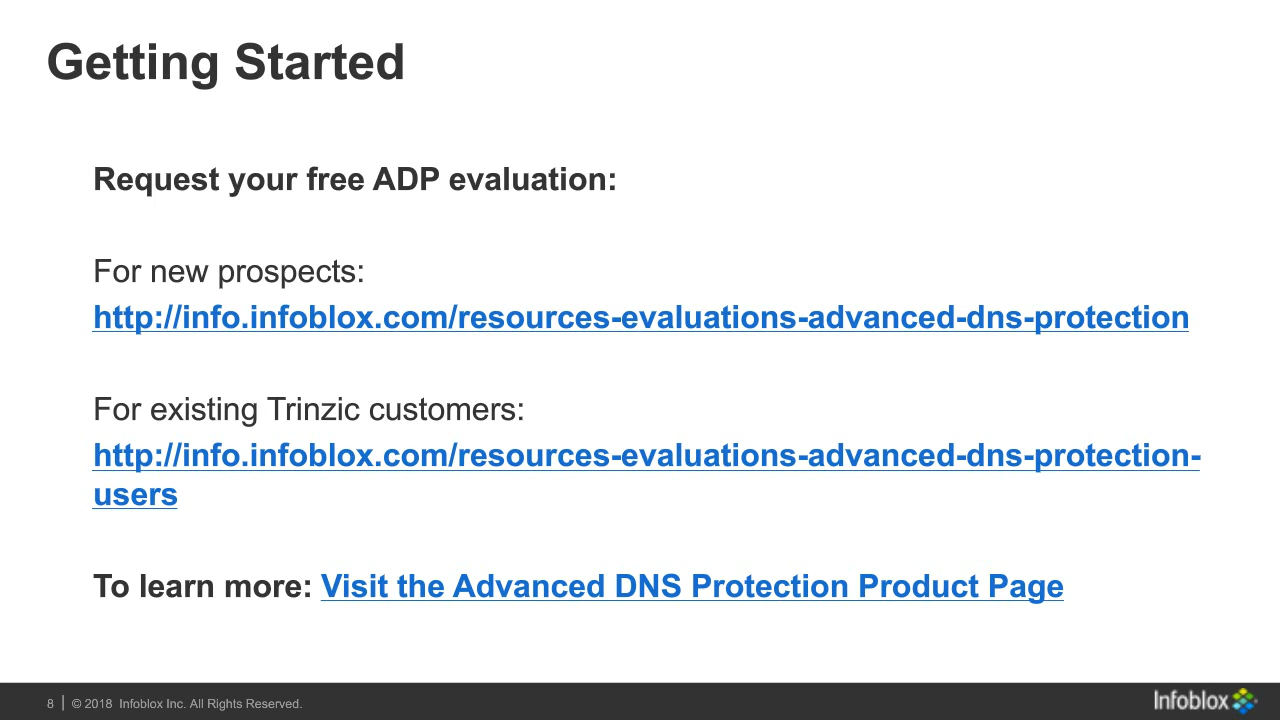 Getting Started
Request your free ADP evaluation:
For new prospects:
http://info.infoblox.com/resources-evaluations-advanced-dns-protection
For existing Trinzic customers:
http://info.infoblox.com/resources-evaluations-advanced-dns-protection-
users
To learn more: Visit the Advanced DNS Protection Product Page
8 | © 2018 Infoblox Inc. All Rights Reserved.
Infoblox